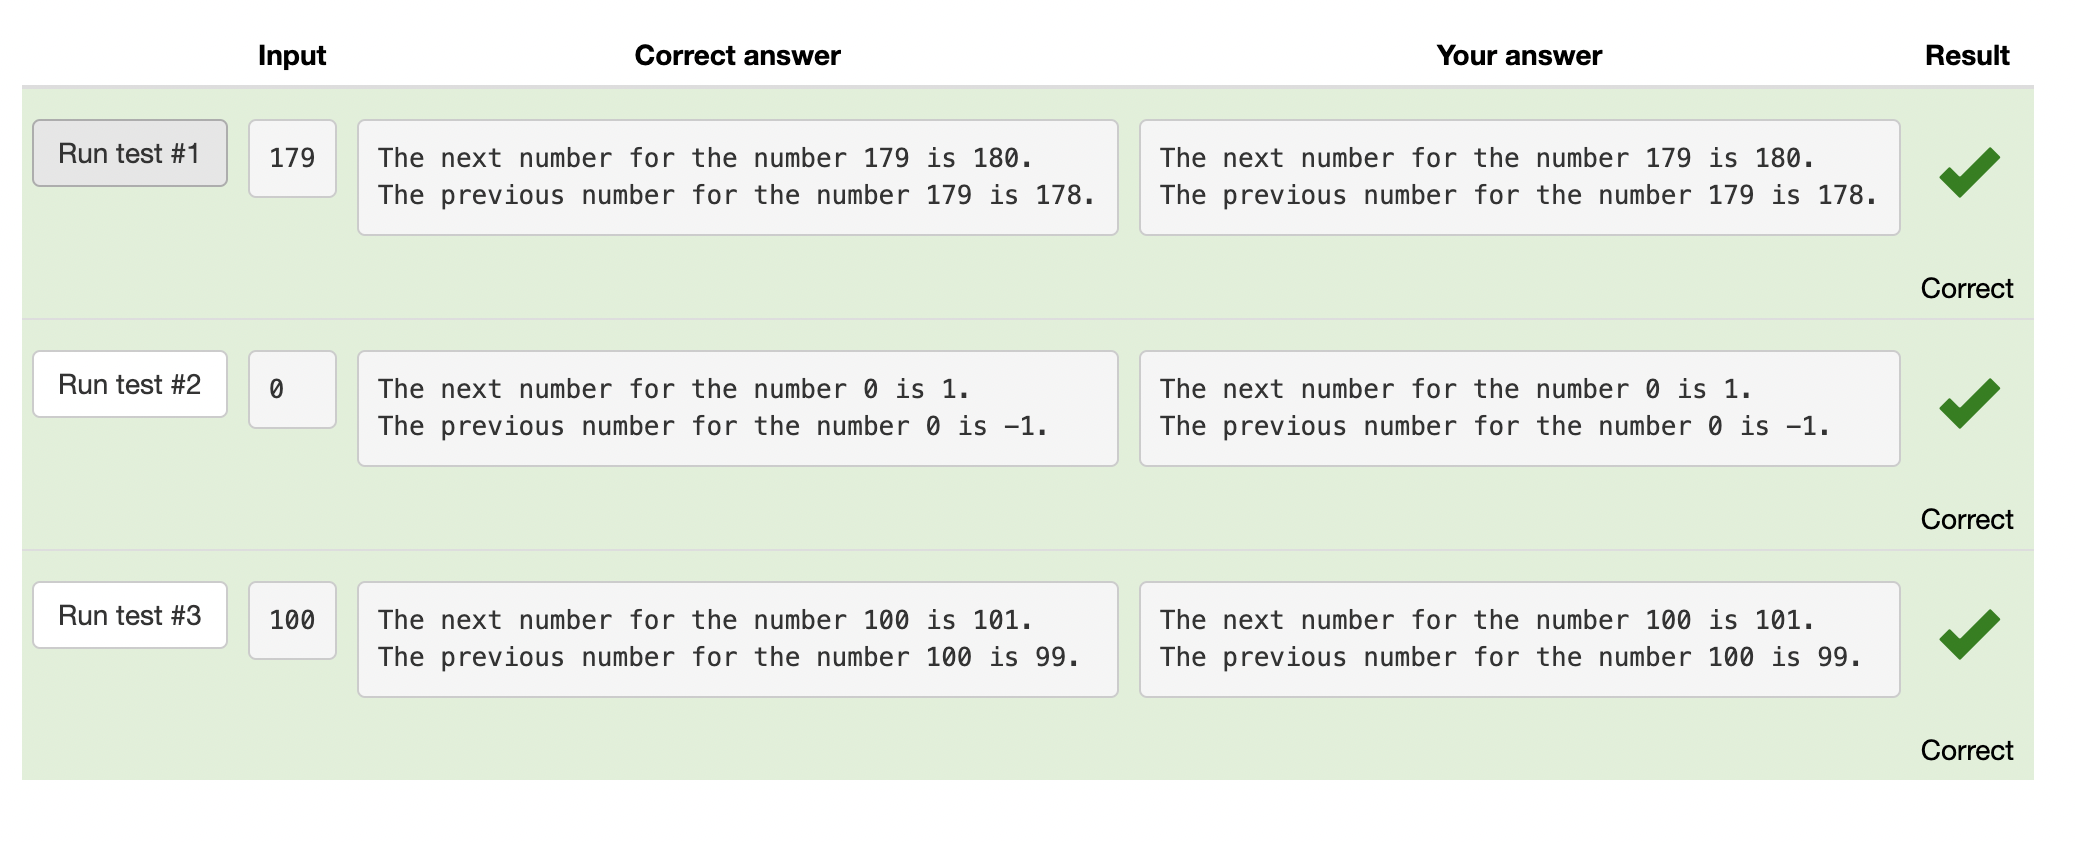 Input Correct answer Your answer Result
Run test #1 179 The next number for the number 179 is 180. The next number for the number 179 is 180.
The previous number for the number 179 is 178. The previous number for the number 179 is 178.
Correct
Run test #2 0 The next number for the number 0 is 1. The next number for the number 0 is 1.
The previous number for the number 0 is -1. The previous number for the number 0 is -1.
Correct
Run test #3 100 The next number for the number 100 is 101. The next number for the number 100 is 101.
The previous number for the number 100 is 99. The previous number for the number 100 is 99.
Correct